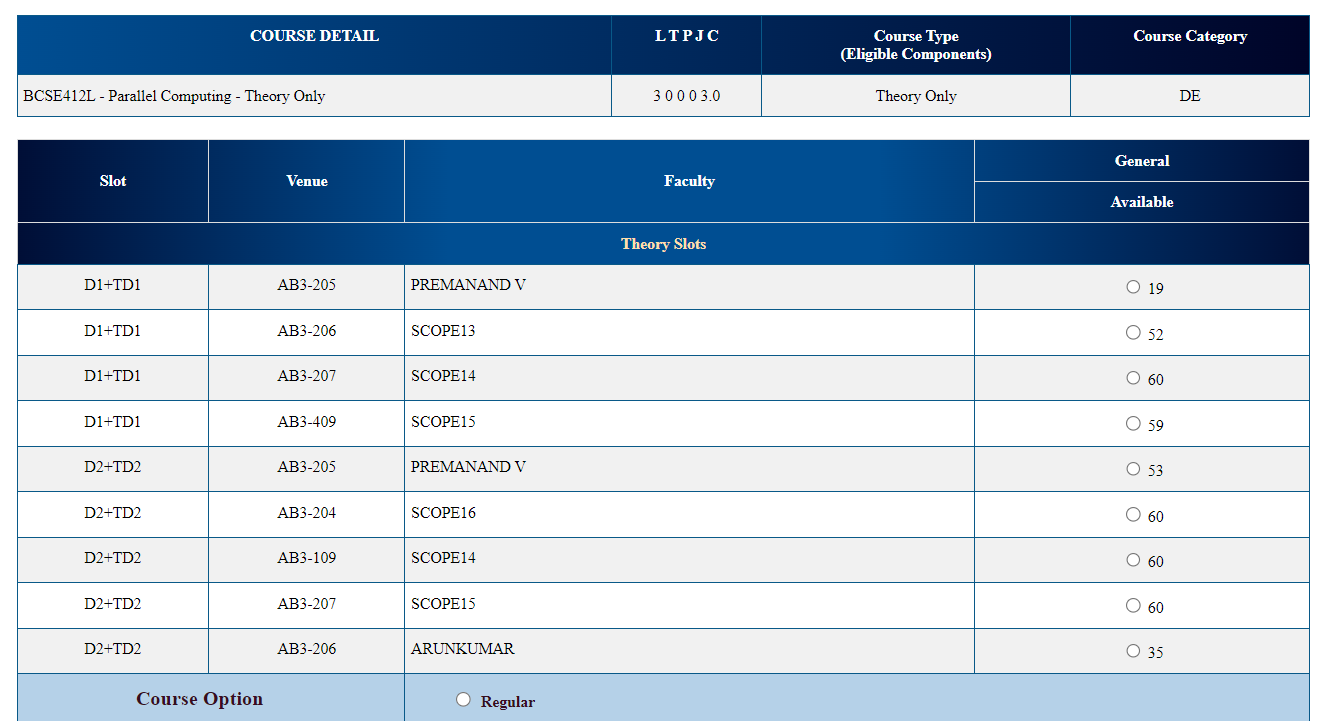 COURSE DETAIL L T P J C Course Type Course Category
(Eligible Components)
BCSE412L - Parallel Computing - Theory Only 3 0 0 0 3.0 Theory Only DE
Slot Venue Faculty General
Available
Theory Slots
D1+TD1 AB3-205 PREMANAND V 19
D1+TD1 AB3-206 SCOPE13 52
D1+TD1 AB3-207 SCOPE14 60
D1+TD1 AB3-409 SCOPE15 59
D2+TD2 AB3-205 PREMANAND V 53
D2+TD2 AB3-204 SCOPE16 60
D2+TD2 AB3-109 SCOPE14 60
D2+TD2 AB3-207 SCOPE15 60
D2+TD2 AB3-206 ARUNKUMAR 35
Course Option Regular